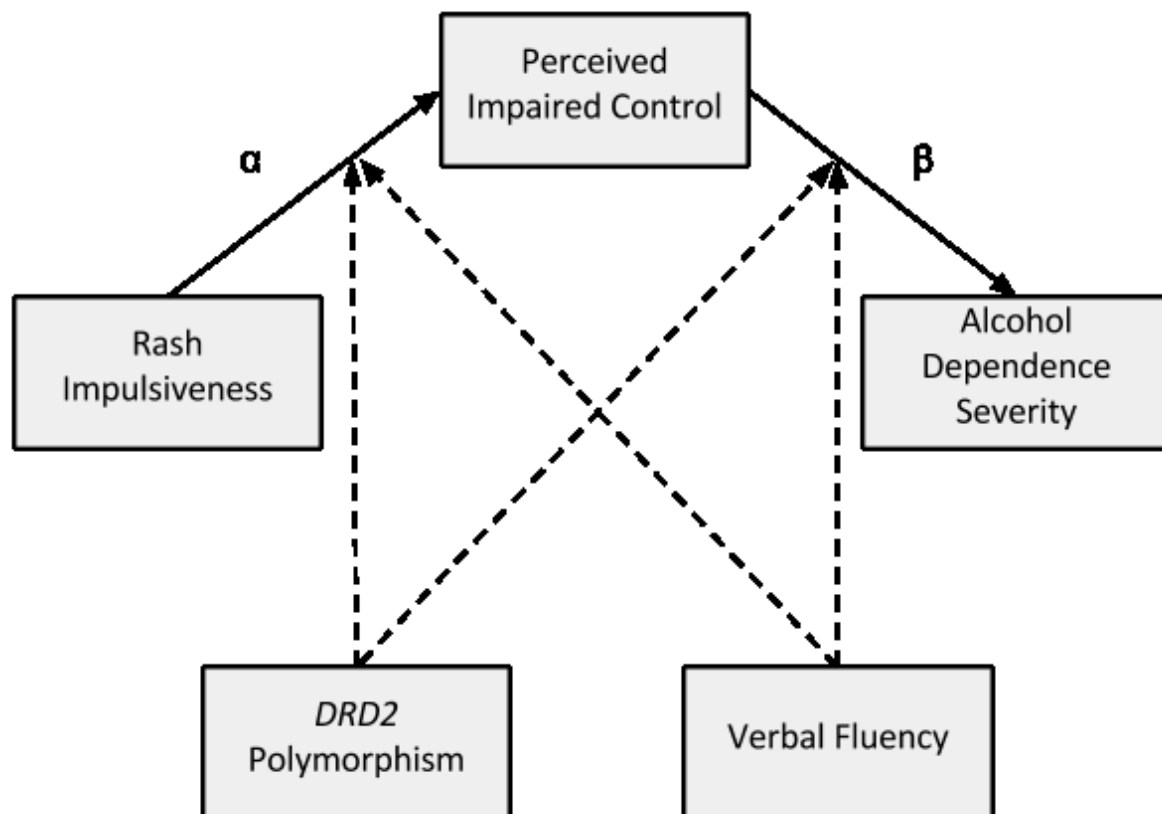 Perceived
Impaired Control
α
β
Rash
Impulsiveness
Alcohol
Dependence
Severity
DRD2
Polymorphism
Verbal Fluency